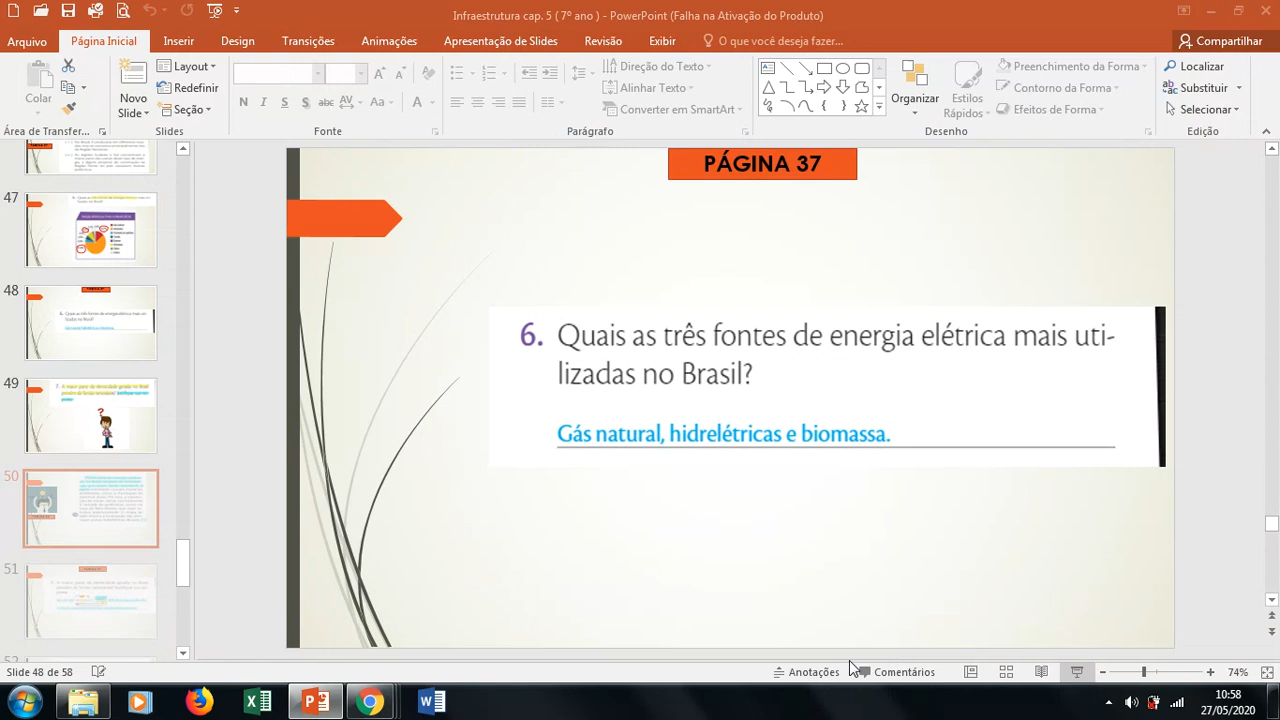 Infraestrutura cap. 5 ( 7º ano ) - PowerPoint (Falha na Ativação do Produto)
Arquivo Página Inicial Inserir Design Transições Animações Apresentação de Slides Revisão Exibir O que você deseja fazer... Compartilhar
Colar
Novo Slide
Layout
Redefinir
Seção
N I S S abc AV Aa A
Direção do Texto
Alinhar Texto
Converter em SmartArt
Organizar
Estilos Rápidos
Preenchimento da Forma
Contorno da Forma
Efeitos de Forma
Localizar
Substituir
Selecionar
Área de Transfer... Slides Fonte Parágrafo Desenho Edição
47
48
49
50
51
PÁGINA 37
6. Quais as três fontes de energia elétrica mais uti-
lizadas no Brasil?
Gás natural, hidrelétricas e biomassa.
Slide 48 de 58 Anotações Comentários 74%
10:58
27/05/2020